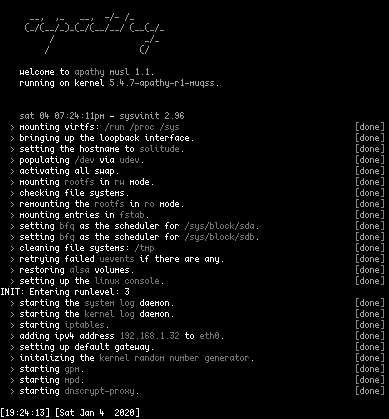 welcome to apathy musl 1.1.
running on kernel 5.4.7-apathy-r1-muqss.
sat 04 07:24:11pm – sysvinit 2.96
> mounting virtfs: /run /proc /sys [done]
> bringing up the loopback interface. [done]
> setting the hostname to solitude. [done]
> populating /dev via udev. [done]
> activating all swap. [done]
> mounting rootfs in rw mode. [done]
> checking file systems. [done]
> remounting the rootfs in ro mode. [done]
> mounting entries in fstab. [done]
> setting bfq as the scheduler for /sys/block/sda. [done]
> setting bfq as the scheduler for /sys/block/sdb. [done]
> cleaning file systems: /tmp [done]
> retrying failed uevents if there are any. [done]
> restoring alsa volumes. [done]
> setting up the linux console. [done]
INIT: Entering runlevel: 3
> starting the system log daemon. [done]
> starting the kernel log daemon. [done]
> starting iptables. [done]
> adding ipv4 address 192.168.1.32 to eth0. [done]
> setting up default gateway. [done]
> initalizing the kernel random number generator. [done]
> starting gpm. [done]
> starting mpd. [done]
> starting dnscrypt-proxy. [done]
[19:24:13] [Sat Jan 4  2020]